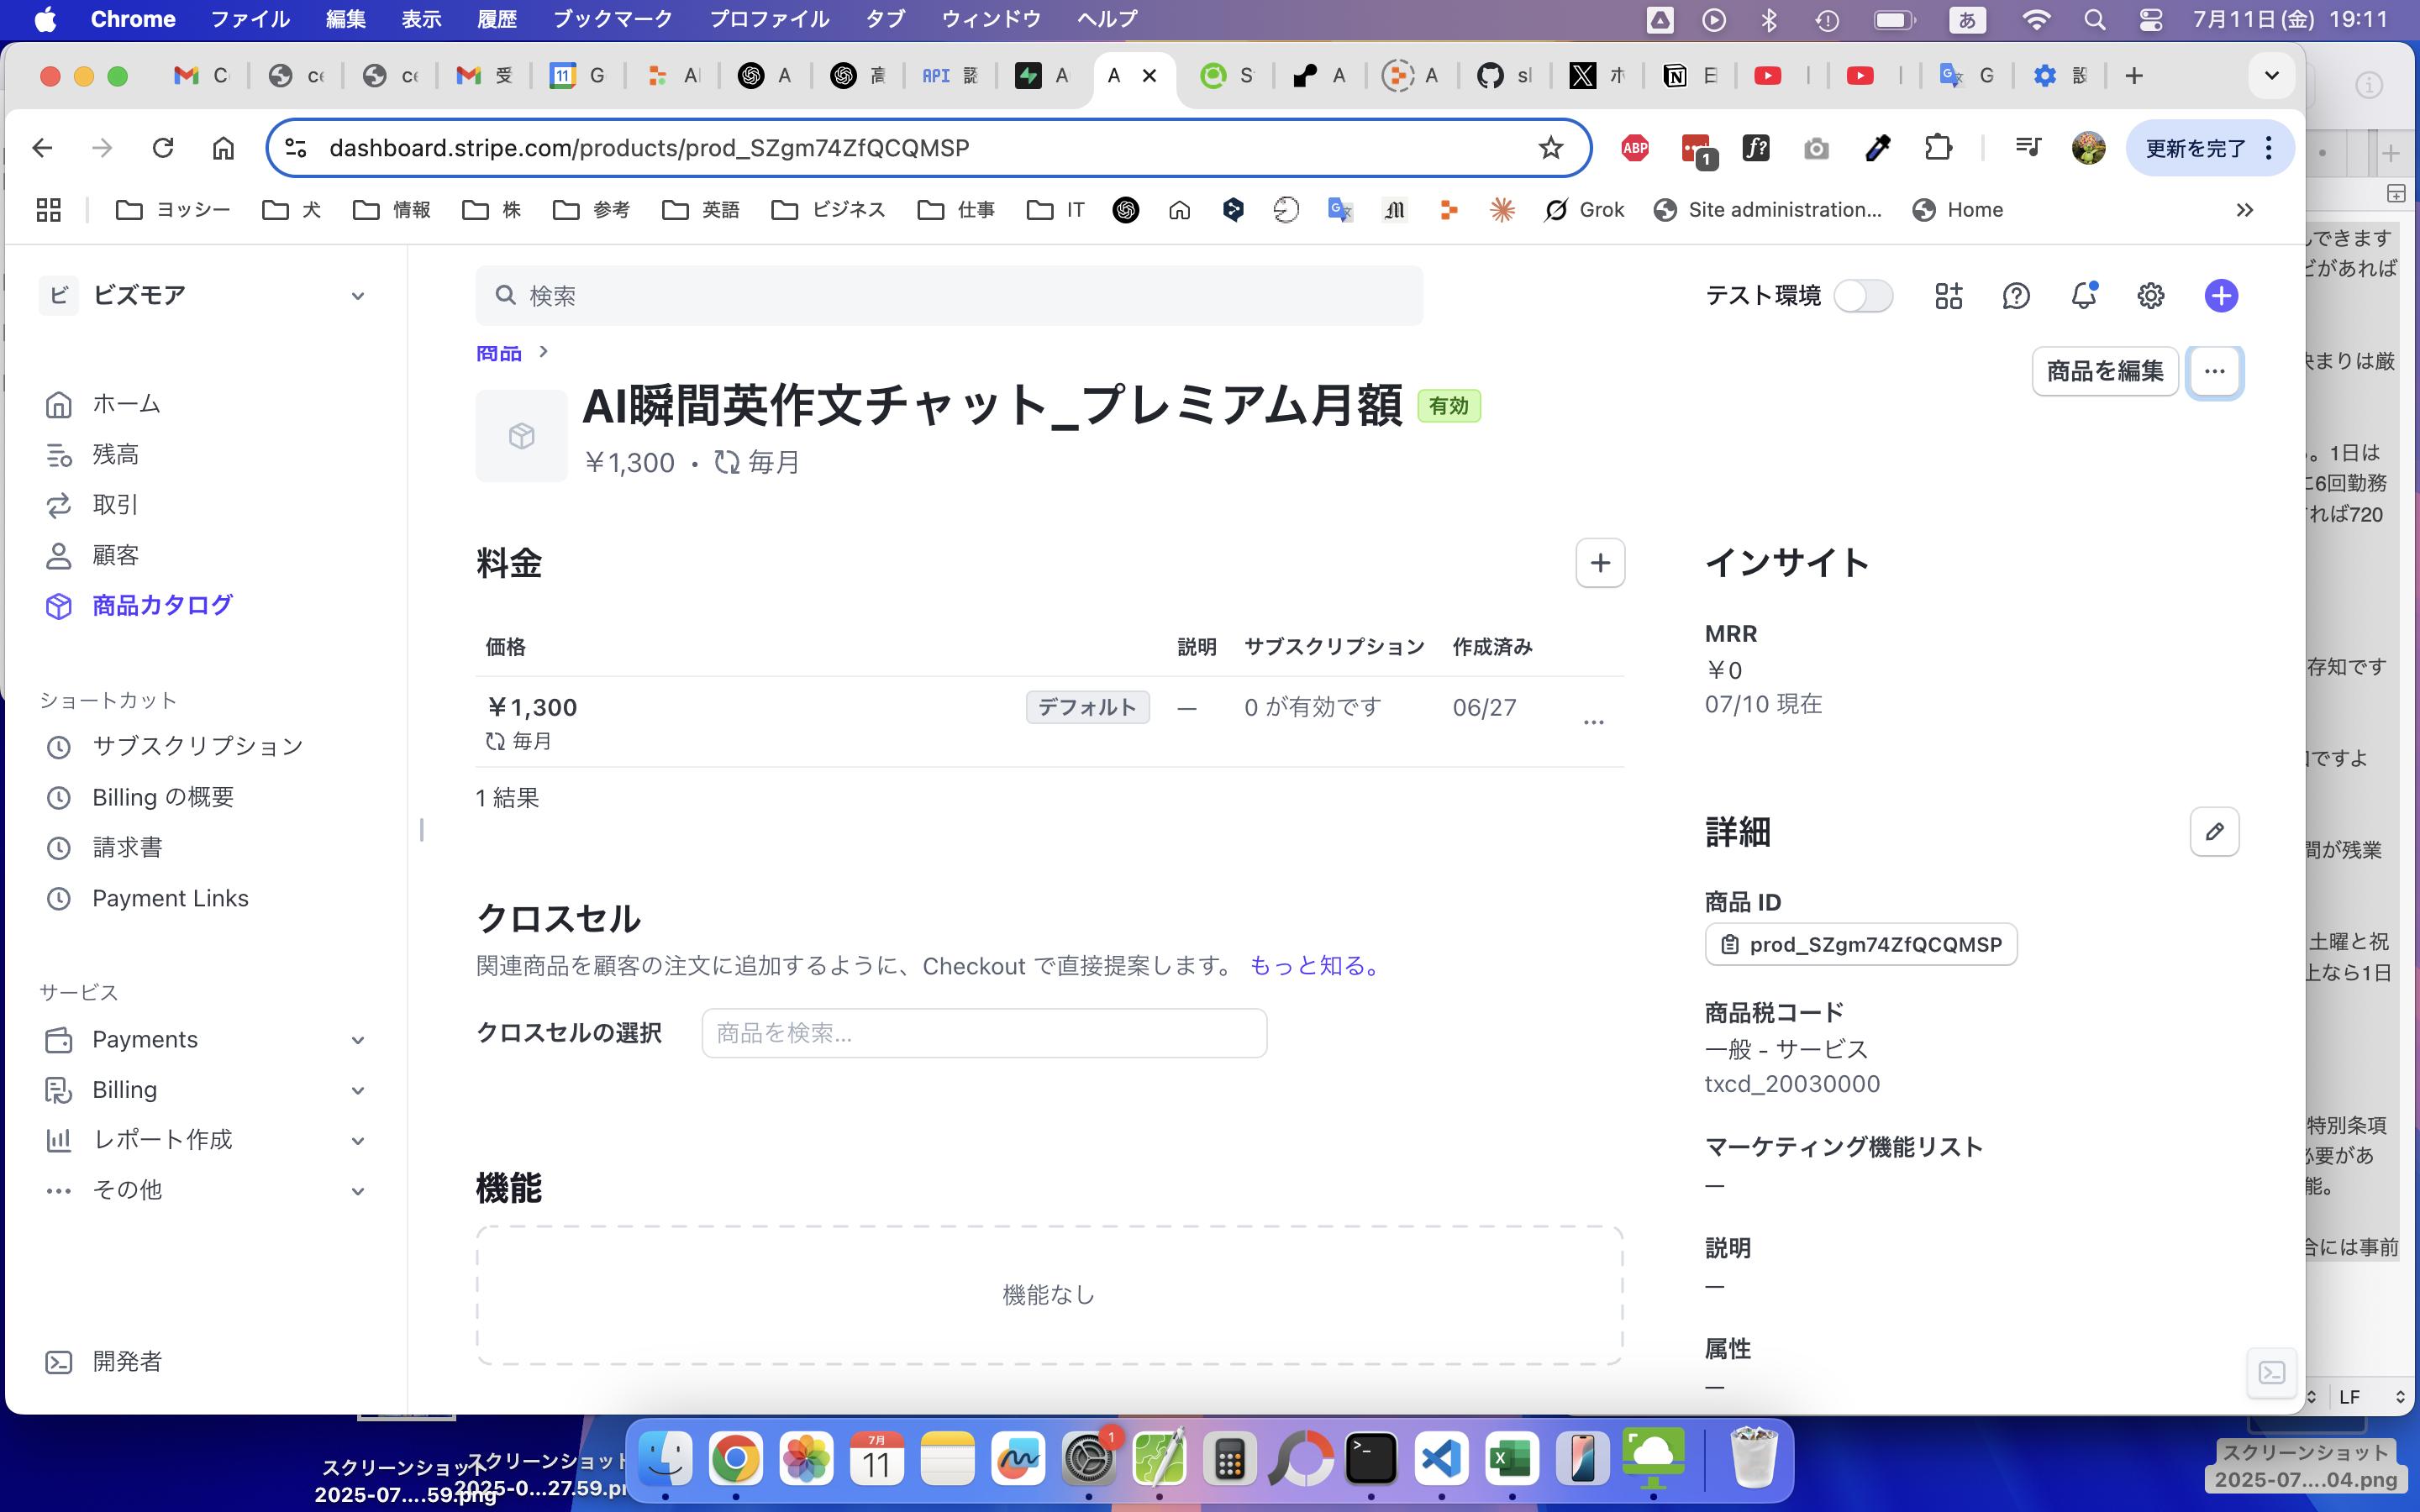 Chrome ファイル 編集 表示 履歴 ブックマーク プロファイル タブ ウィンドウ ヘルプ
あ 7月11日(金) 19:11
C ce ce 受 11 G A A 高 API 認 A A S A A sl ホ N G 設
dashboard.stripe.com/products/prod_SZgm74ZfQCQMSP
ABP 1 f? 更新を完了
ヨッシー 犬 情報 株 参考 英語 ビジネス 仕事 IT Grok Site administration... Home
ビ ビズモア
検索
テスト環境
ホーム
残高
取引
顧客
商品カタログ
ショートカット
サブスクリプション
Billing の概要
請求書
Payment Links
サービス
Payments
Billing
レポート作成
その他
開発者
商品
商品を編集
AI瞬間英作文チャット_プレミアム月額 有効
¥1,300 • 毎月
料金
価格 説明 サブスクリプション 作成済み
¥1,300 デフォルト — 0 が有効です 06/27
毎月
1 結果
クロスセル
関連商品を顧客の注文に追加するように、Checkout で直接提案します。 もっと知る。
クロスセルの選択 商品を検索...
機能
機能なし
インサイト
MRR
¥0
07/10 現在
詳細
商品 ID
prod_SZgm74ZfQCQMSP
商品税コード
一般 - サービス
txcd_20030000
マーケティング機能リスト
—
説明
—
属性
—
できます
どがあれば
決まりは厳
。1日は
に6回勤務
れば720
存知です
ですよ
間が残業
土曜と祝
上なら1日
特別条項
必要があ
能。
合には事前
LF
7月
11
1
スクリーンショット
2025-07....59.png
スクリーンショット
2025-0...27.59.pn
スクリーンショット
2025-07....04.png